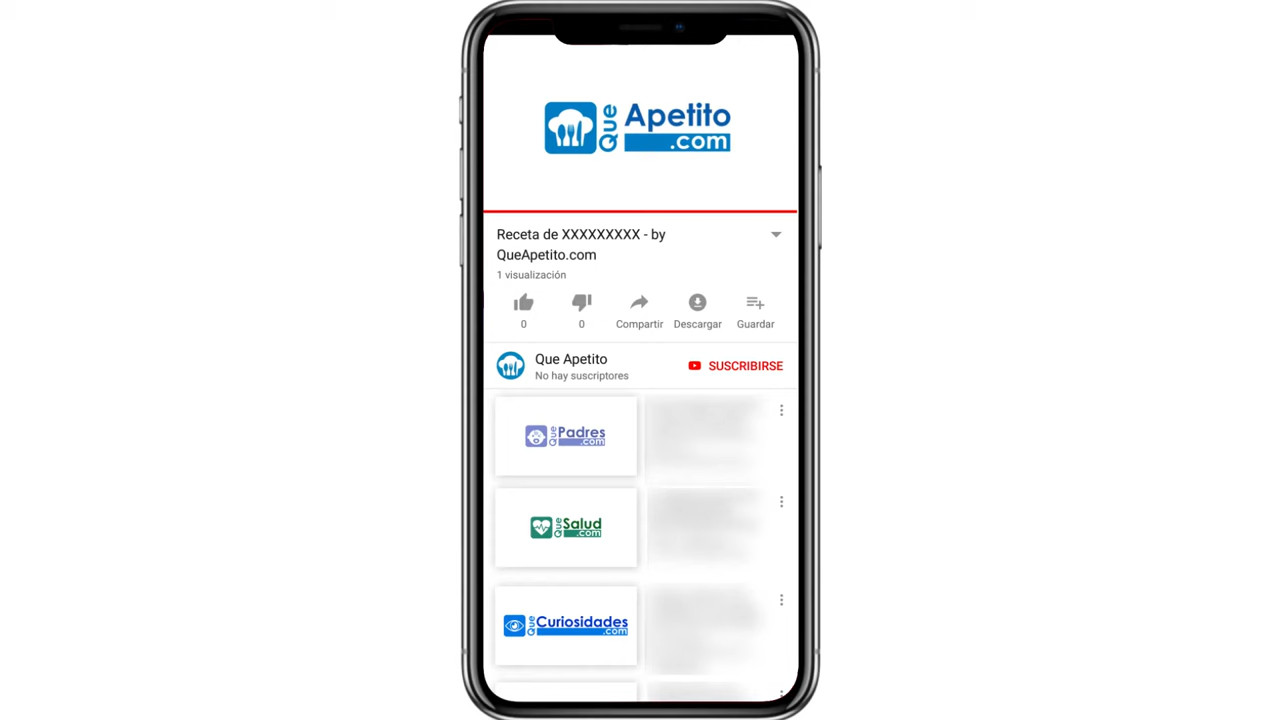 Que Apetito
.com
Receta de XXXXXXXXX - by
QueApetito.com
1 visualización
0 0 Compartir Descargar Guardar
Que Apetito
No hay suscriptores
SUSCRIBIRSE
Que Padres
.com
Que Salud
.com
Que Curiosidades
.com